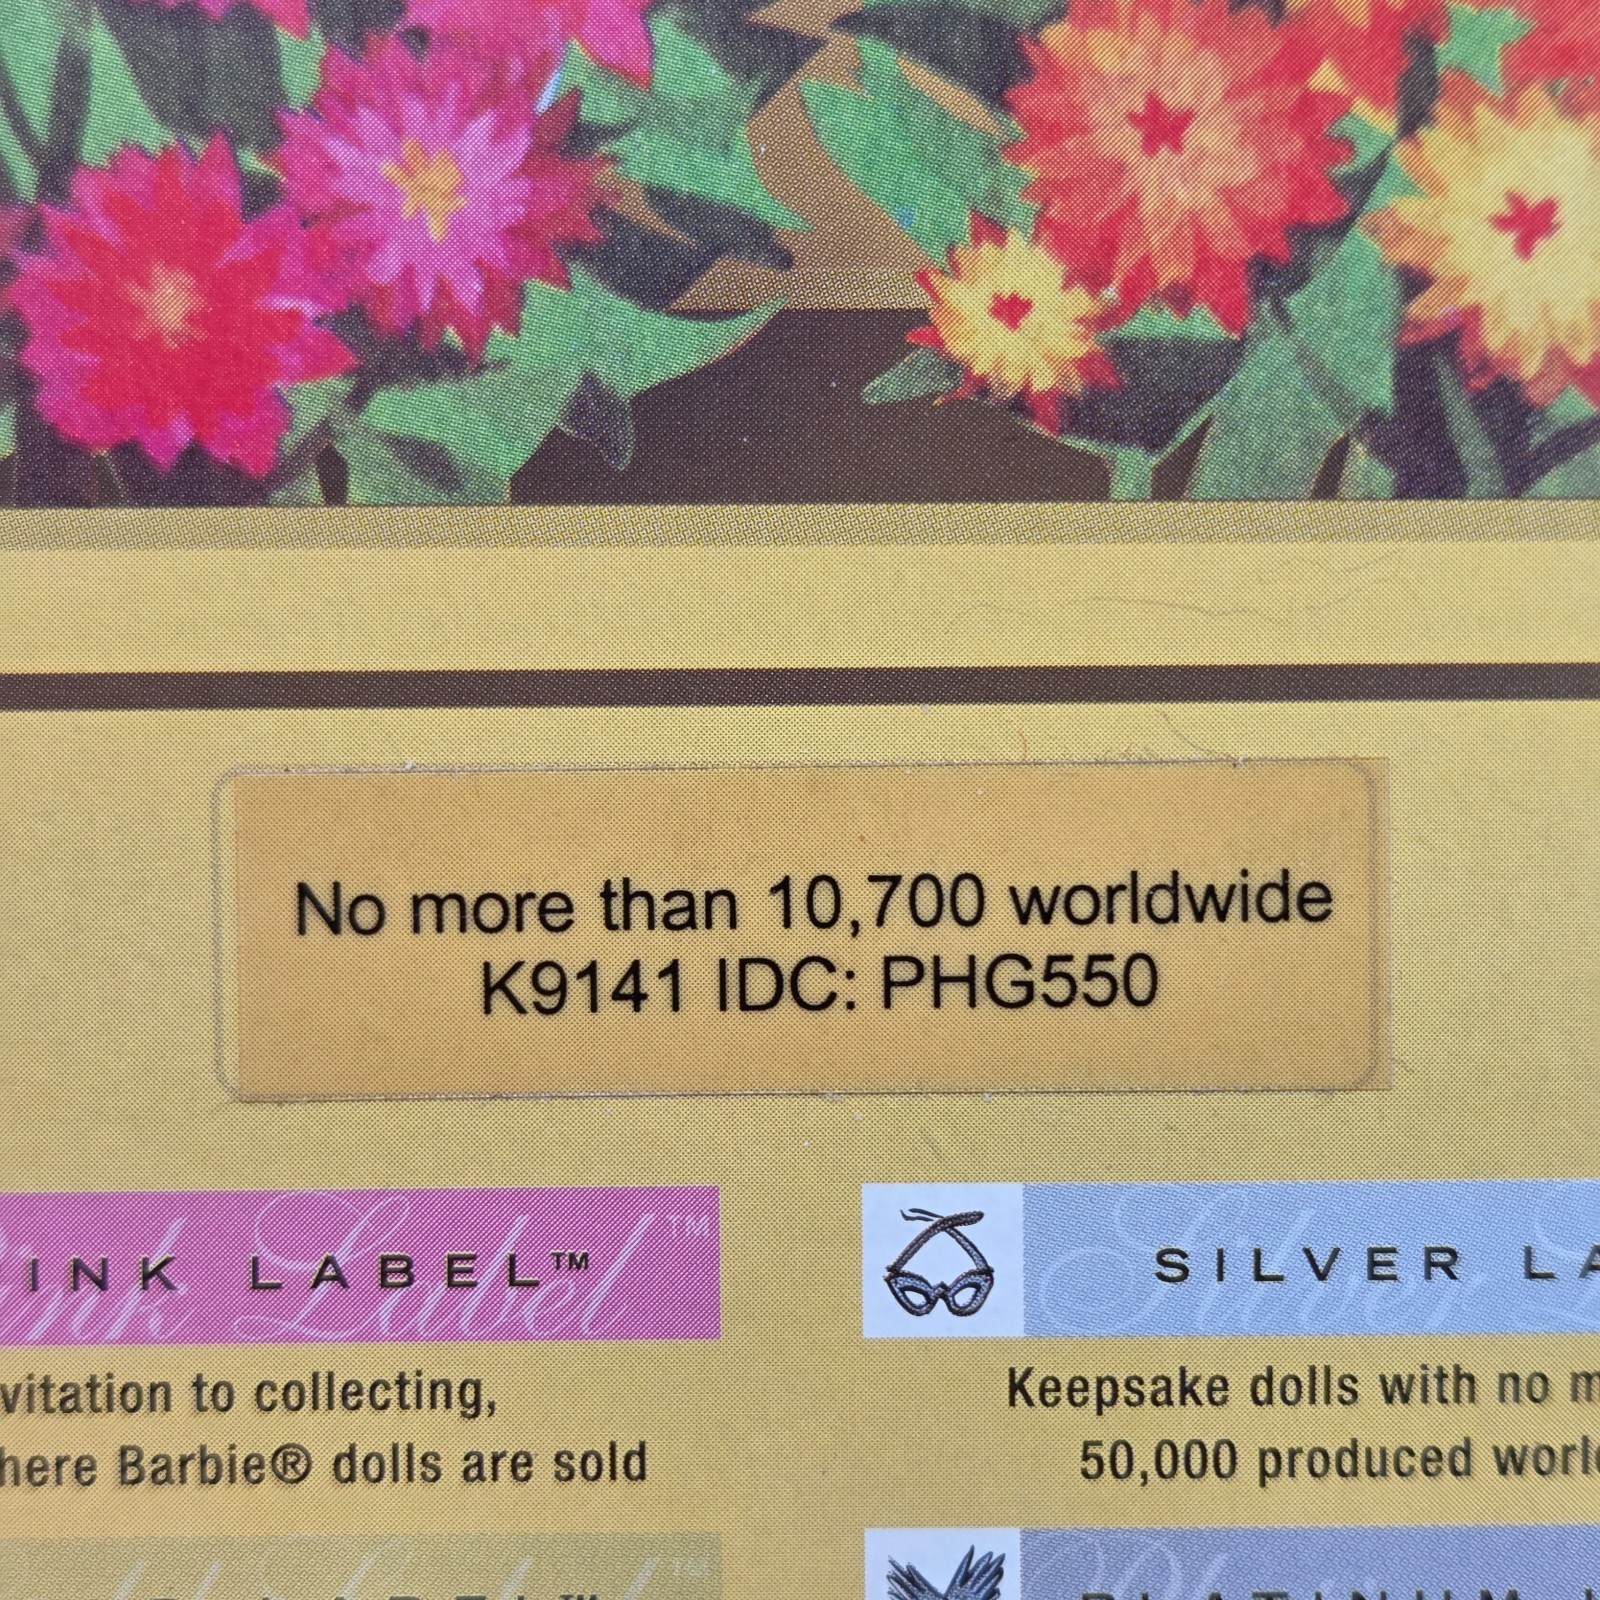 No more than 10,700 worldwide
K9141 IDC: PHG550
INK LABEL™
SILVER LA
vitation to collecting,
Keepsake dolls with no m
here Barbie® dolls are sold
50,000 produced worl